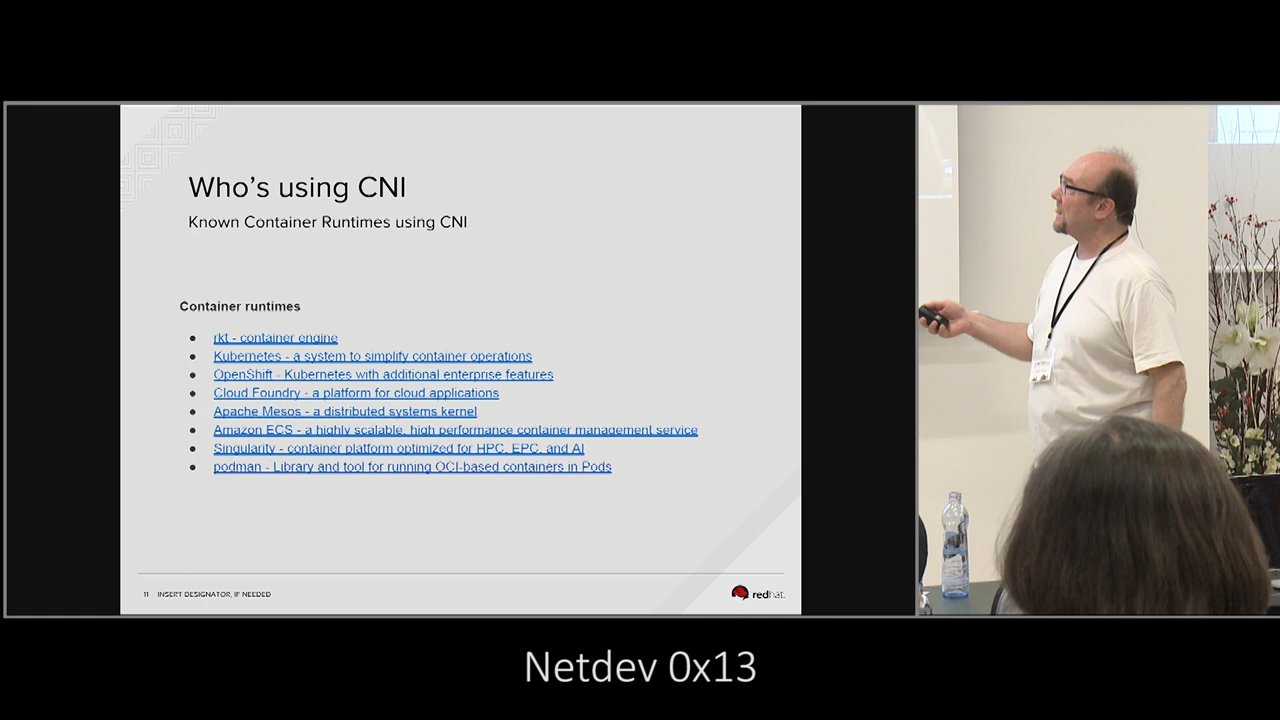 Who's using CNI
Known Container Runtimes using CNI
Container runtimes
● rkt - container engine
● Kubernetes - a system to simplify container operations
● OpenShift - Kubernetes with additional enterprise features
● Cloud Foundry - a platform for cloud applications
● Apache Mesos - a distributed systems kernel
● Amazon ECS - a highly scalable, high performance container management service
● Singularity - container platform optimized for HPC, EPC, and AI
● podman - Library and tool for running OCI-based containers in Pods
11 INSERT DESIGNATOR, IF NEEDED
redhat.
Netdev 0x13